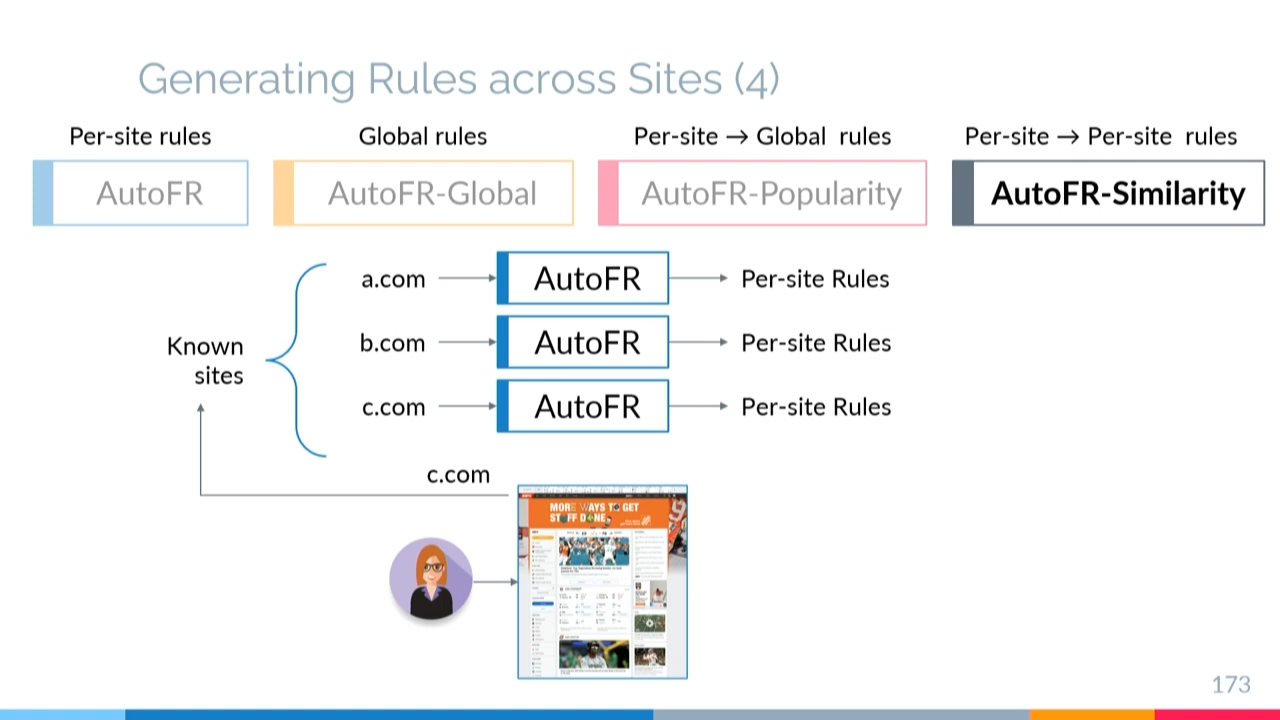 Generating Rules across Sites (4)
Per-site rules
Global rules
Per-site → Global rules
Per-site → Per-site rules
AutoFR
AutoFR-Global
AutoFR-Popularity
AutoFR-Similarity
a.com
AutoFR
Per-site Rules
b.com
AutoFR
Per-site Rules
Known
sites
c.com
AutoFR
Per-site Rules
c.com
MORE WAYS TO GET
STUFF DONE
173